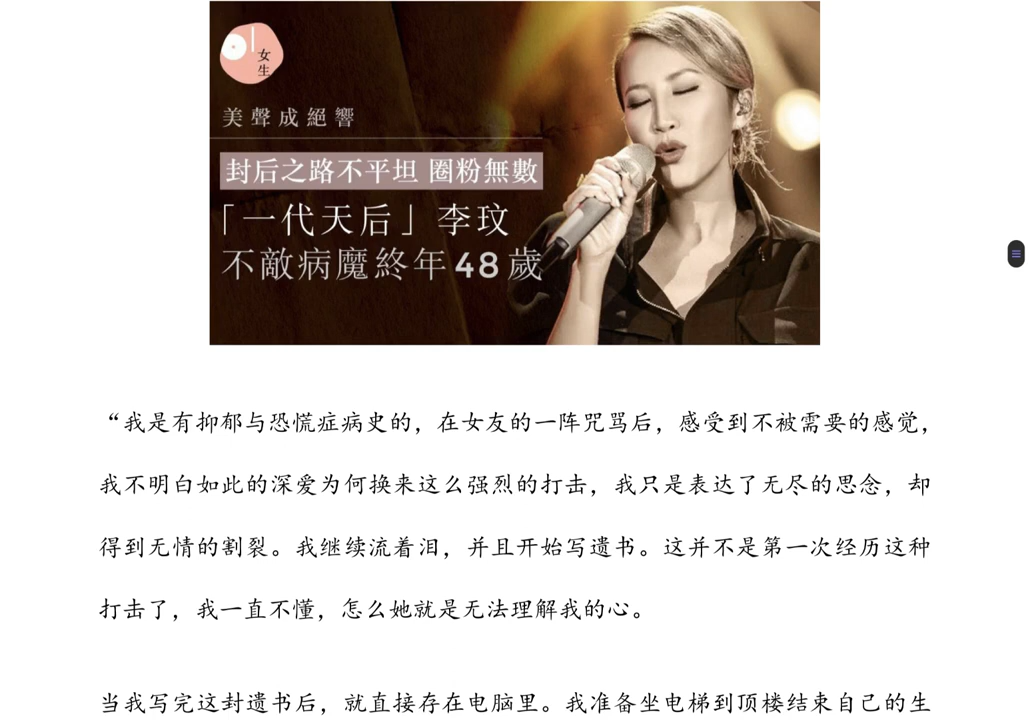 女
生
美聲成絕響
封后之路不平坦 圈粉無數
「一代天后」李玟
不敵病魔終年48歲
“我是有抑郁与恐慌症病史的，在女友的一阵咒骂后，感受到不被需要的感觉，
我不明白如此的深爱为何换来这么强烈的打击，我只是表达了无尽的思念，却
得到无情的割裂。我继续流着泪，并且开始写遗书。这并不是第一次经历这种
打击了，我一直不懂，怎么她就是无法理解我的心。
当我写完这封遗书后，就直接存在电脑里。我准备坐电梯到顶楼结束自己的生